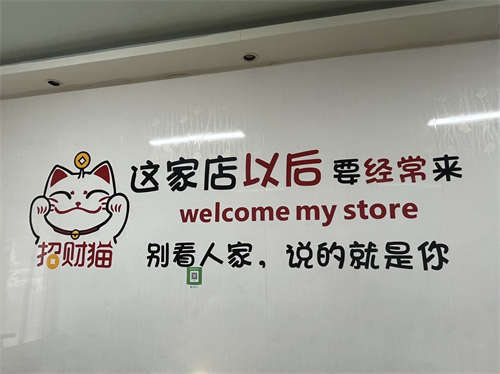 这家店以后要经常来
welcome my store
招财猫
别看人家，说的就是你